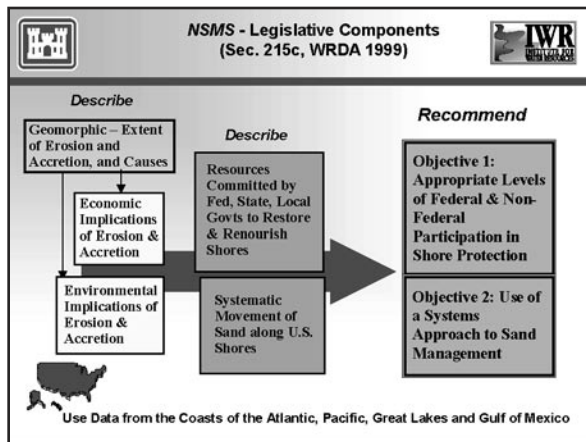 NSMS - Legislative Components
(Sec. 215c, WRDA 1999)
IWR
INSTITUTE FOR
WATER RESOURCES
Describe
Geomorphic – Extent
of Erosion and
Accretion, and Causes
Economic
Implications
of Erosion &
Accretion
Environmental
Implications of
Erosion &
Accretion
Describe
Resources
Committed by
Fed, State, Local
Govts to Restore
& Renourish
Shores
Systematic
Movement of
Sand along U.S.
Shores
Recommend
Objective 1:
Appropriate Levels
of Federal & Non-
Federal
Participation in
Shore Protection
Objective 2: Use of
a Systems
Approach to Sand
Management
Use Data from the Coasts of the Atlantic, Pacific, Great Lakes and Gulf of Mexico